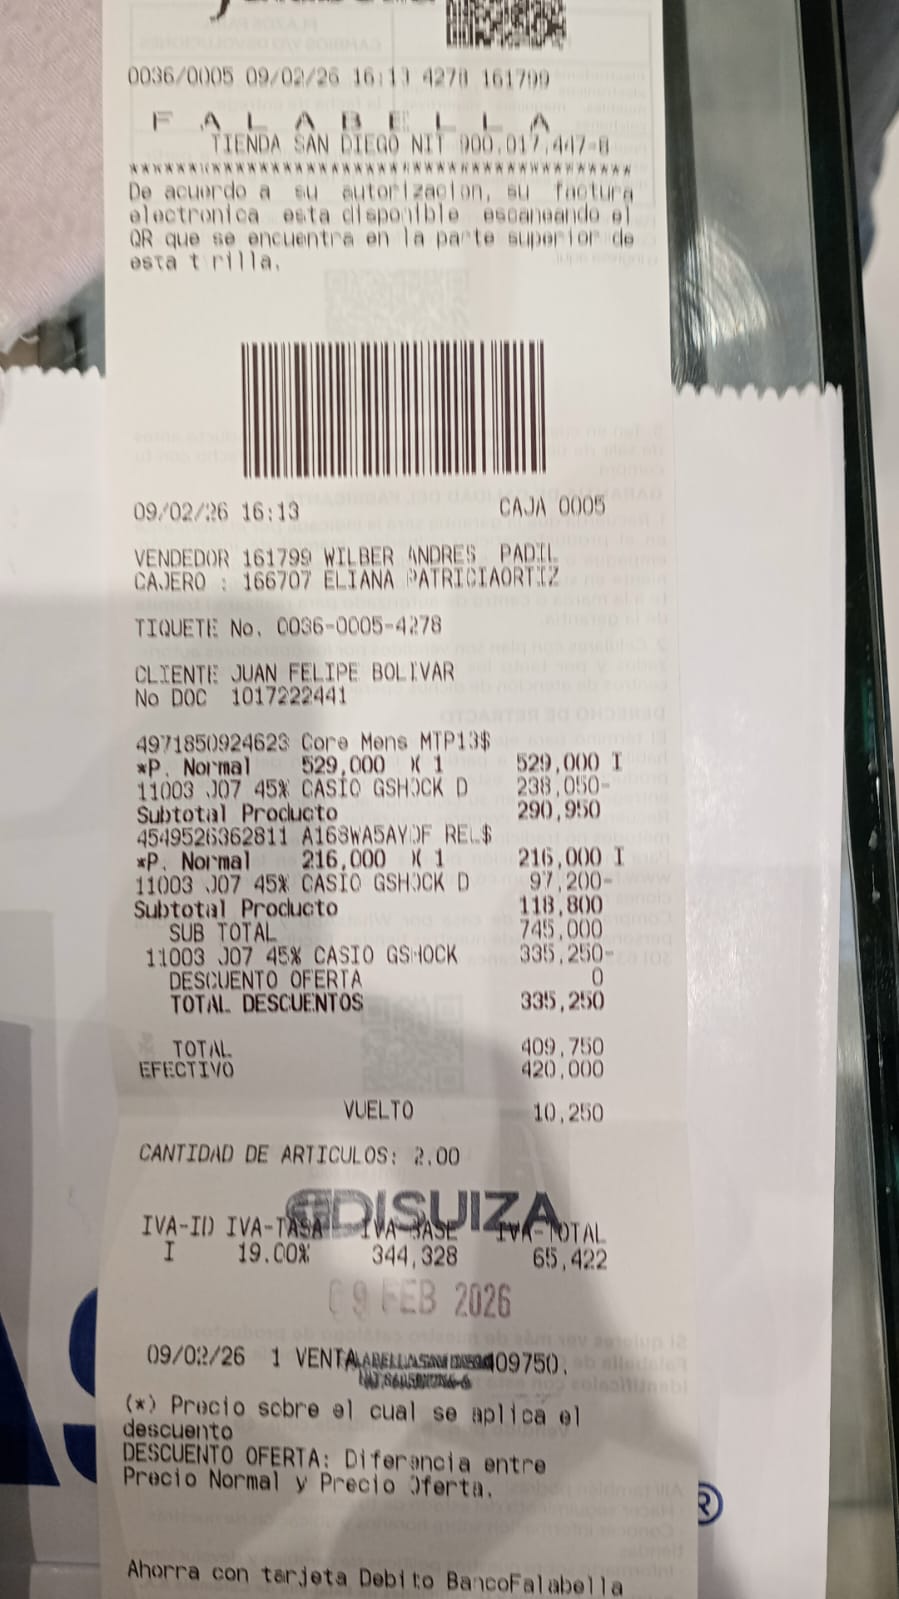 0036/0005 09/02/26 16:13 4278 161799
F A L A B E L L A
TIENDA SAN DIEGO NIT 900.017.447-8
***************************************
De acuerdo a su autorizacion, su factura
electronica esta disponible escaneando el
QR que se encuentra en la parte superior de
esta t rilla.
09/02/26 16:13 CAJA 0005
VENDEDOR 161799 WILBER ANDRES PADIL
CAJERO : 166707 ELIANA PATRICIAORTIZ
TIQUETE No. 0036-0005-4278
CLIENTE JUAN FELIPE BOLIVAR
No DOC 1017222441
4971850924623 Core Mens MTP13$
*P. Normal 529,000 X 1 529,000 I
11003 J07 45% CASIO GSHOCK D 238,050-
Subtotal Producto 290,950
4549526362811 A168WA5AYDF REL$
*P. Normal 216,000 X 1 216,000 I
11003 J07 45% CASIO GSHOCK D 97,200-
Subtotal Producto 118,800
SUB TOTAL 745,000
11003 J07 45% CASIO GSHOCK 335,250-
DESCUENTO OFERTA 0
TOTAL DESCUENTOS 335,250
TOTAL 409,750
EFECTIVO 420,000
VUELTO 10,250
CANTIDAD DE ARTICULOS: 2.00
DISUIZA
IVA-ID IVA-TASA IVA-BASE IVA-TOTAL
I 19.00% 344,328 65,422
09 FEB 2026
09/02/26 1 VENTA 409750.
(*) Precio sobre el cual se aplica el
descuento
DESCUENTO OFERTA: Diferencia entre
Precio Normal y Precio Oferta.
Ahorra con tarjeta Debito BancoFalabella